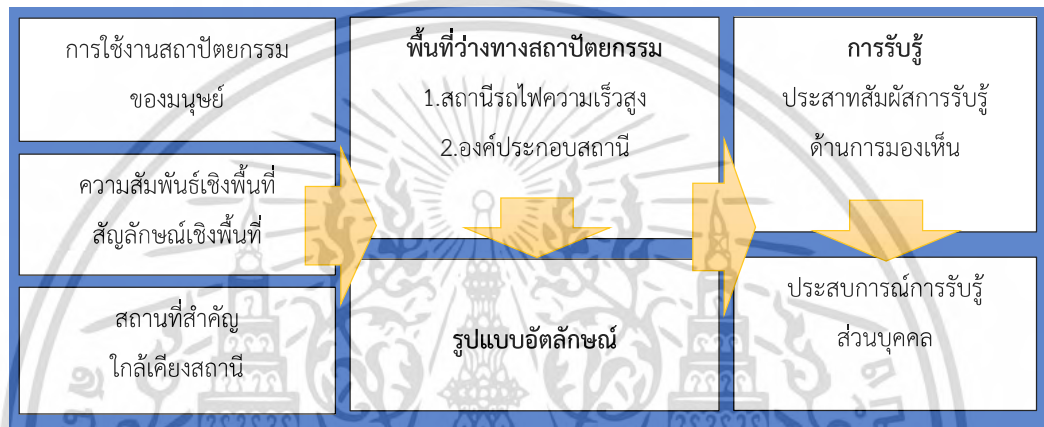 การใช้งานสถาปัตยกรรม
ของมนุษย์
ความสัมพันธ์เชิงพื้นที่
สัญลักษณ์เชิงพื้นที่
สถานที่สำคัญ
ใกล้เคียงสถานี
พื้นที่ว่างทางสถาปัตยกรรม
1.สถานีรถไฟความเร็วสูง
2.องค์ประกอบสถานี
รูปแบบอัตลักษณ์
การรับรู้
ประสาทสัมผัสการรับรู้
ด้านการมองเห็น
ประสบการณ์การรับรู้
ส่วนบุคคล